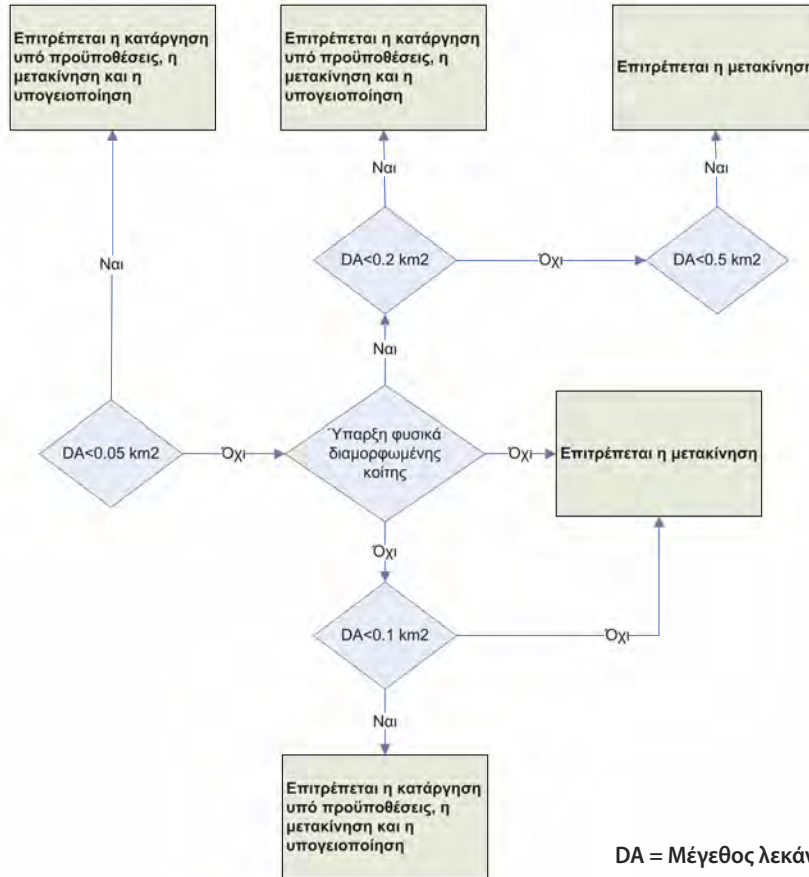 Επιτρέπεται η κατάργηση
υπό προϋποθέσεις, η
μετακίνηση και η
υπογειοποίηση
Επιτρέπεται η κατάργηση
υπό προϋποθέσεις, η
μετακίνηση και η
υπογειοποίηση
Επιτρέπεται η μετακίνηση
Ναι
Ναι
Ναι
DA<0.2 km2
Όχι
DA<0.5 km2
Ναι
DA<0.05 km2
Όχι
Ύπαρξη φυσικά
διαμορφωμένης
κοίτης
Όχι
Επιτρέπεται η μετακίνηση
Όχι
DA<0.1 km2
Όχι
Ναι
Επιτρέπεται η κατάργηση
υπό προϋποθέσεις, η
μετακίνηση και η
υπογειοποίηση
DA = Μέγεθος